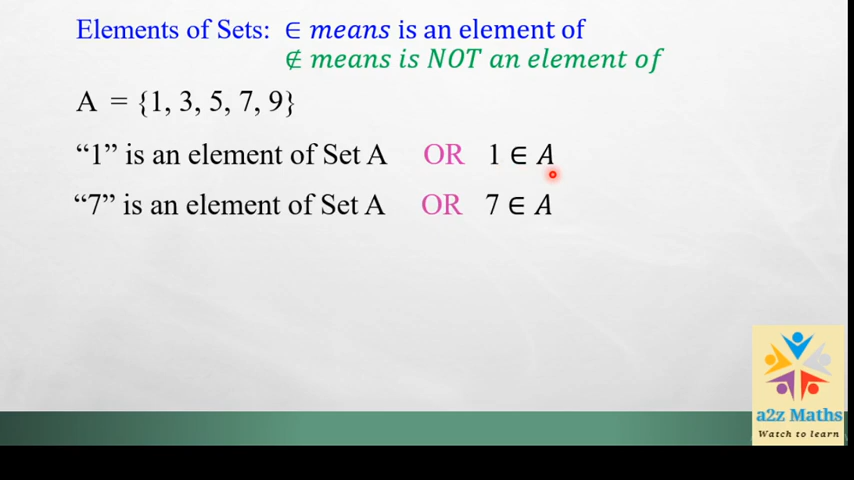 Elements of Sets: ∈ means is an element of
∉ means is NOT an element of
A = {1, 3, 5, 7, 9}
“1” is an element of Set A OR 1 ∈ A
“7” is an element of Set A OR 7 ∈ A
a2z Maths
Watch to learn